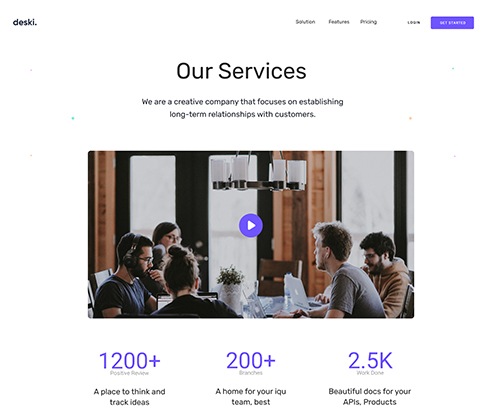 deski.
Solution Features Pricing LOGIN GET STARTED
Our Services
We are a creative company that focuses on establishing
long-term relationships with customers.
1200+ 200+ 2.5K
Positive Review Branches Work Done
A place to think and A home for your iqu Beautiful docs for your
track ideas team, best APIs, Products